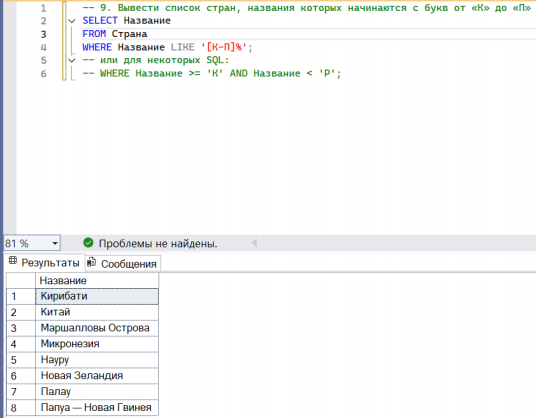 1 -- 9. Вывести список стран, названия которых начинаются с букв от «К» до «П»
2 SELECT Название
3 FROM Страна
4 WHERE Название LIKE '[К-П]%';
5 -- или для некоторых SQL:
6 -- WHERE Название >= 'К' AND Название < 'Р';
81 % Проблемы не найдены.
Результаты Сообщения
Название
1 Кирибати
2 Китай
3 Маршалловы Острова
4 Микронезия
5 Науру
6 Новая Зеландия
7 Палау
8 Папуа — Новая Гвинея